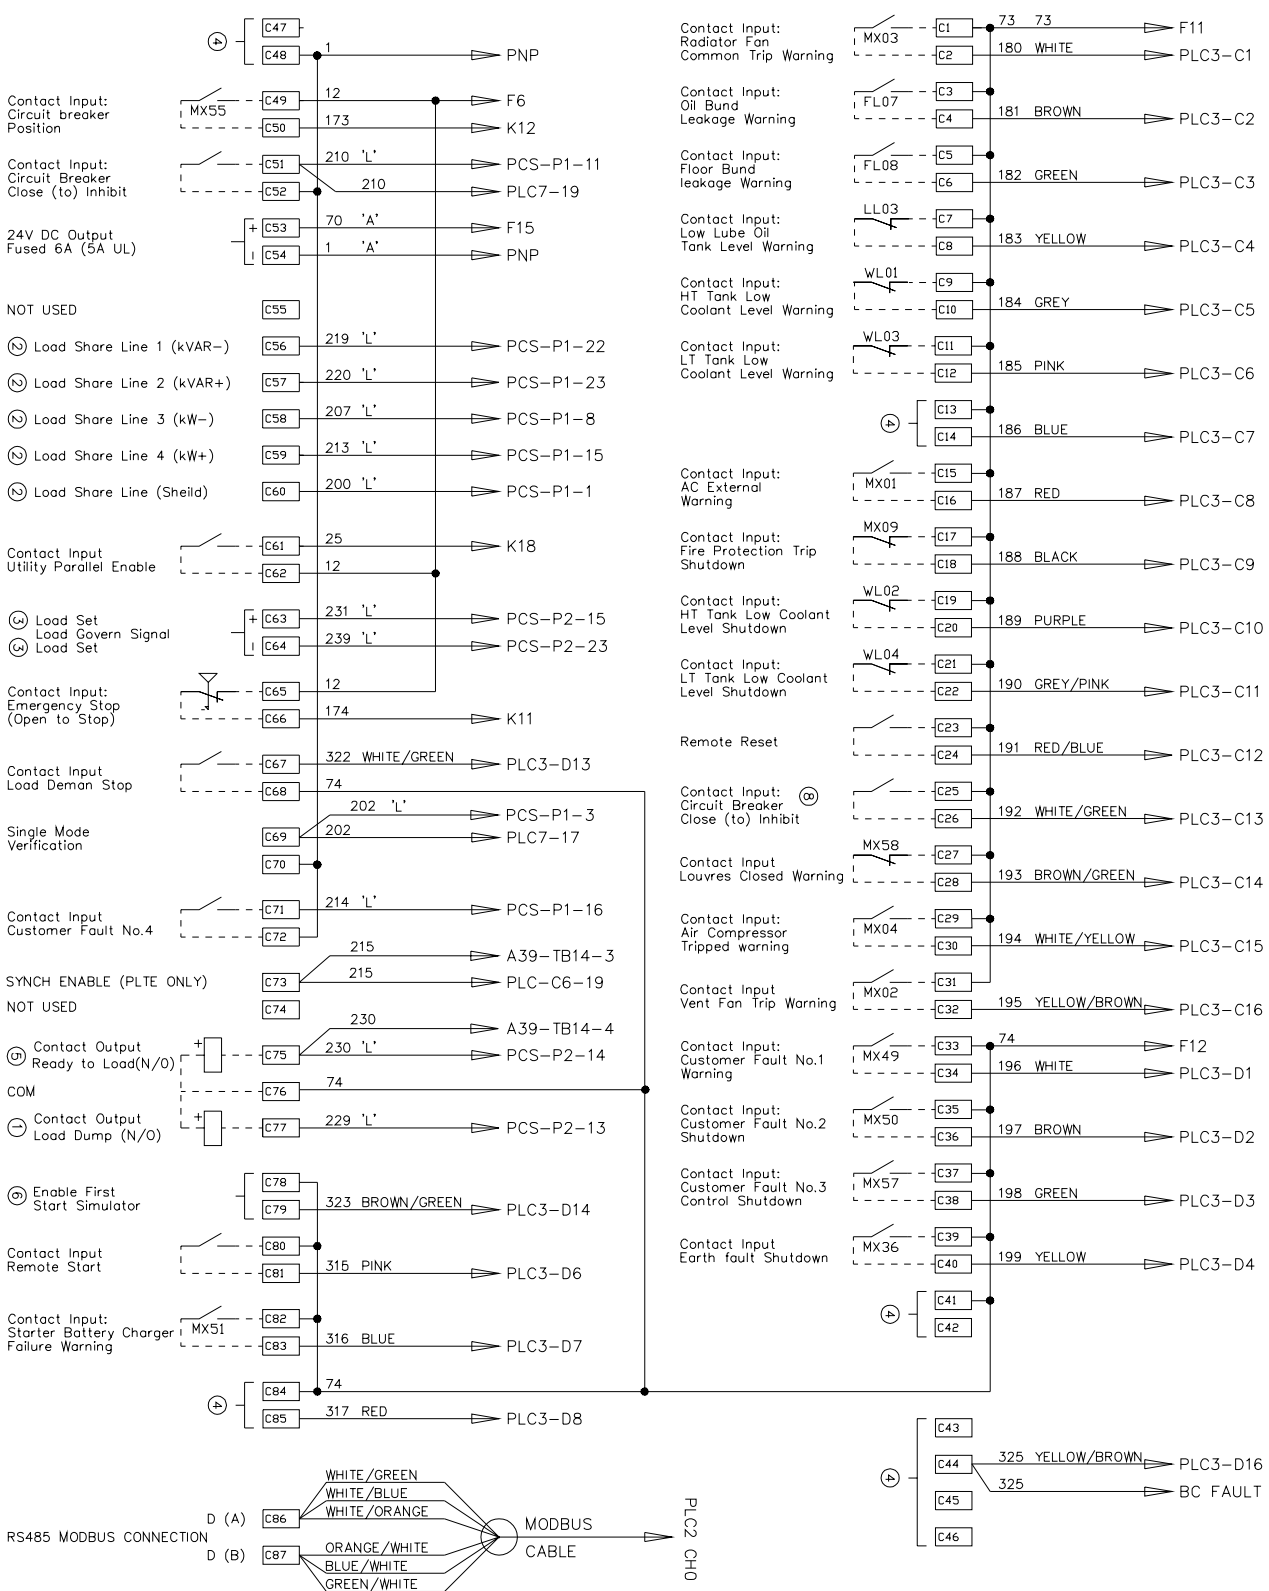 4
C47
C48 1 PNP
Contact Input:
Circuit breaker
Position
MX55
C49 12 F6
C50 173 K12
Contact Input:
Circuit Breaker
Close (to) Inhibit
C51 210 'L' PCS-P1-11
C52 210 PLC7-19
24V DC Output
Fused 6A (5A UL)
+ C53 70 'A' F15
- C54 1 'A' PNP
NOT USED C55
2 Load Share Line 1 (kVAR-) C56 219 'L' PCS-P1-22
2 Load Share Line 2 (kVAR+) C57 220 'L' PCS-P1-23
2 Load Share Line 3 (kW-) C58 207 'L' PCS-P1-8
2 Load Share Line 4 (kW+) C59 213 'L' PCS-P1-15
2 Load Share Line (Sheild) C60 200 'L' PCS-P1-1
Contact Input
Utility Parallel Enable
C61 25 K18
C62 12
3 Load Set
Load Govern Signal
3 Load Set
+ C63 231 'L' PCS-P2-15
- C64 239 'L' PCS-P2-23
Contact Input:
Emergency Stop
(Open to Stop)
C65 12
C66 174 K11
Contact Input
Load Deman Stop
C67 322 WHITE/GREEN PLC3-D13
C68 74
Single Mode
Verification
202 'L' PCS-P1-3
C69 202 PLC7-17
C70
Contact Input
Customer Fault No.4
C71 214 'L' PCS-P1-16
C72
215 A39-TB14-3
SYNCH ENABLE (PLTE ONLY) C73 215 PLC-C6-19
NOT USED C74
230 A39-TB14-4
5 Contact Output
Ready to Load(N/O)
+ C75 230 'L' PCS-P2-14
COM C76 74
1 Contact Output
Load Dump (N/O)
+ C77 229 'L' PCS-P2-13
6 Enable First
Start Simulator
C78
C79 323 BROWN/GREEN PLC3-D14
Contact Input
Remote Start
C80
C81 315 PINK PLC3-D6
Contact Input:
Starter Battery Charger
Failure Warning
MX51
C82
C83 316 BLUE PLC3-D7
4
C84 74
C85 317 RED PLC3-D8
RS485 MODBUS CONNECTION
D (A) C86
WHITE/GREEN
WHITE/BLUE
WHITE/ORANGE
D (B) C87
ORANGE/WHITE
BLUE/WHITE
GREEN/WHITE
MODBUS
CABLE
PLC2 CH0
Contact Input:
Radiator Fan
Common Trip Warning
MX03
C1 73 73 F11
C2 180 WHITE PLC3-C1
Contact Input:
Oil Bund
Leakage Warning
FL07
C3
C4 181 BROWN PLC3-C2
Contact Input:
Floor Bund
leakage Warning
FL08
C5
C6 182 GREEN PLC3-C3
Contact Input:
Low Lube Oil
Tank Level Warning
LL03
C7
C8 183 YELLOW PLC3-C4
Contact Input:
HT Tank Low
Coolant Level Warning
WL01
C9
C10 184 GREY PLC3-C5
Contact Input:
LT Tank Low
Coolant Level Warning
WL03
C11
C12 185 PINK PLC3-C6
4
C13
C14 186 BLUE PLC3-C7
Contact Input:
AC External
Warning
MX01
C15
C16 187 RED PLC3-C8
Contact Input:
Fire Protection Trip
Shutdown
MX09
C17
C18 188 BLACK PLC3-C9
Contact Input:
HT Tank Low Coolant
Level Shutdown
WL02
C19
C20 189 PURPLE PLC3-C10
Contact Input:
LT Tank Low Coolant
Level Shutdown
WL04
C21
C22 190 GREY/PINK PLC3-C11
Remote Reset
C23
C24 191 RED/BLUE PLC3-C12
Contact Input:
Circuit Breaker 8
Close (to) Inhibit
C25
C26 192 WHITE/GREEN PLC3-C13
Contact Input
Louvres Closed Warning
MX58
C27
C28 193 BROWN/GREEN PLC3-C14
Contact Input:
Air Compressor
Tripped warning
MX04
C29
C30 194 WHITE/YELLOW PLC3-C15
Contact Input
Vent Fan Trip Warning
MX02
C31
C32 195 YELLOW/BROWN PLC3-C16
Contact Input:
Customer Fault No.1
Warning
MX49
C33 74 F12
C34 196 WHITE PLC3-D1
Contact Input:
Customer Fault No.2
Shutdown
MX50
C35
C36 197 BROWN PLC3-D2
Contact Input:
Customer Fault No.3
Control Shutdown
MX57
C37
C38 198 GREEN PLC3-D3
Contact Input
Earth fault Shutdown
MX36
C39
C40 199 YELLOW PLC3-D4
4
C41
C42
4
C43
C44 325 YELLOW/BROWN PLC3-D16
325 BC FAULT
C45
C46